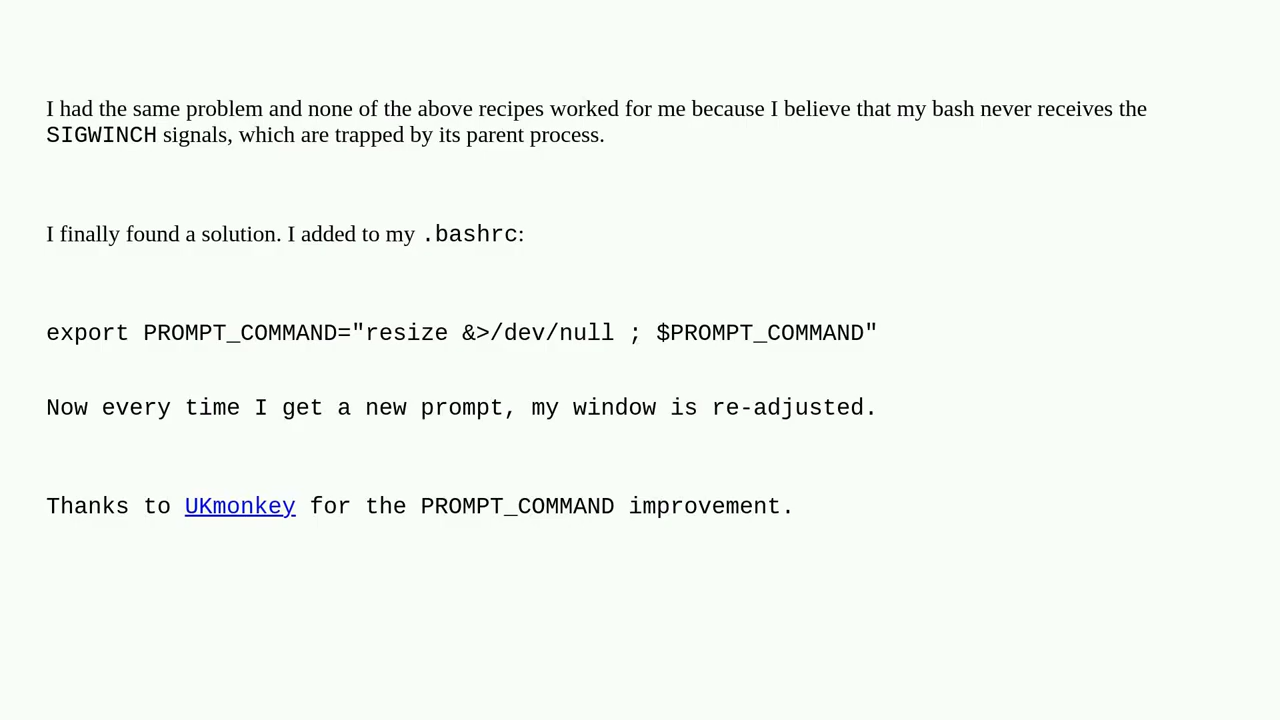 I had the same problem and none of the above recipes worked for me because I believe that my bash never receives the
SIGWINCH signals, which are trapped by its parent process.
I finally found a solution. I added to my .bashrc:
export PROMPT_COMMAND="resize &>/dev/null ; $PROMPT_COMMAND"
Now every time I get a new prompt, my window is re-adjusted.
Thanks to UKmonkey for the PROMPT_COMMAND improvement.